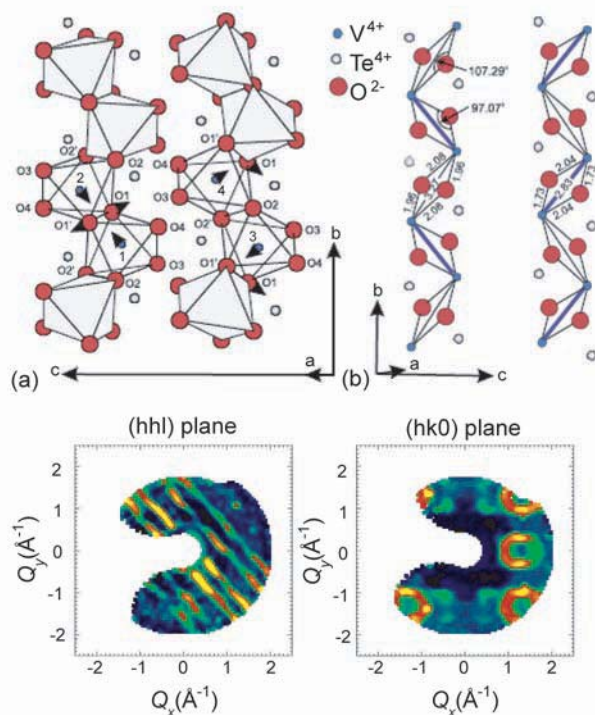 (a)
O2'
O1'
O3
O2
O4
O1
2
4
O4
O1'
O1
O3
O2
O4
O2'
O3
1
3
O2'
O3
O1'
O4
O2
O1
b
c
a
(b)
V4+
Te4+
O2-
107.29°
97.07°
2.08
1.96
1.96
2.08
2.04
1.73
2.83
1.73
2.04
b
a
c
(hhl) plane
(hk0) plane
2
1
0
-1
-2
Qy(Å-1)
-2 -1 0 1 2
Qx(Å-1)
2
1
0
-1
-2
Qy(Å-1)
-2 -1 0 1 2
Qx(Å-1)